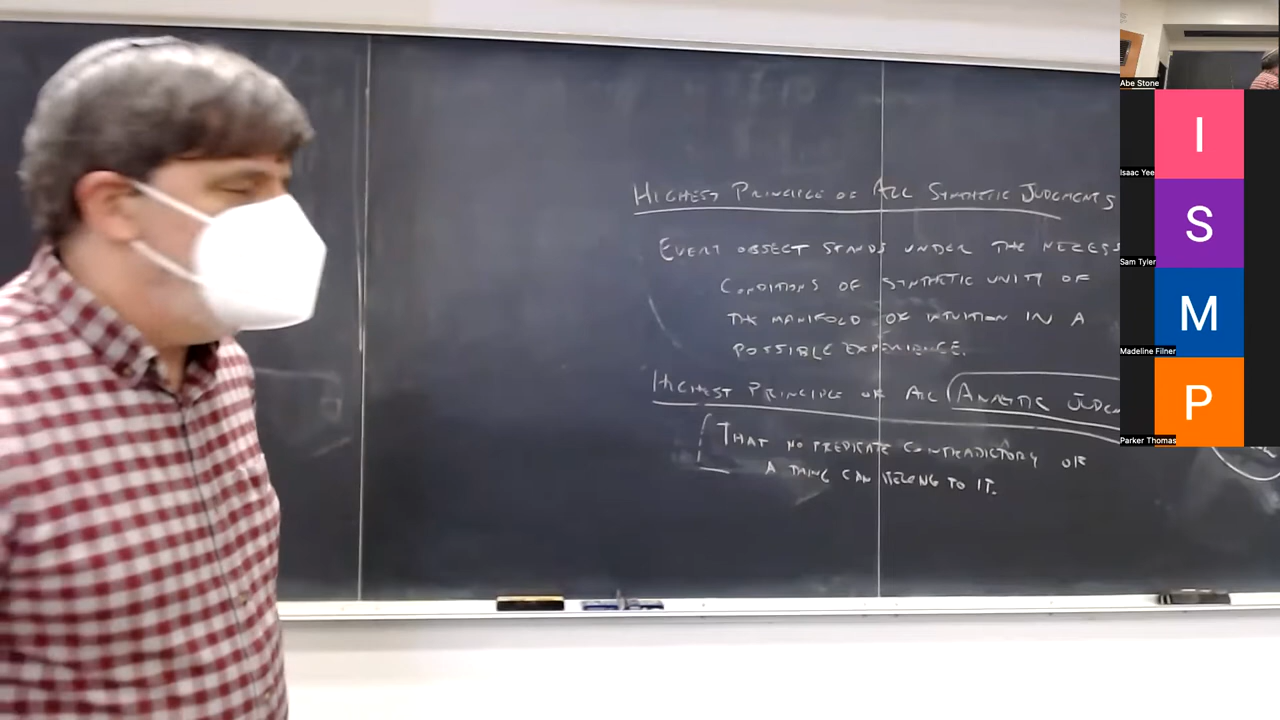 HIGHEST PRINCIPLE OF ALL SYNTHETIC JUDGMENTS
EVERY OBJECT STANDS UNDER THE NECESS
CONDITIONS OF SYNTHETIC UNITY OF
THE MANIFOLD OF INTUITION IN A
POSSIBLE EXPERIENCE.
HIGHEST PRINCIPLE OF ALL ANALYTIC JUDGM
THAT NO PREDICATE CONTRADICTORY OF
A THING CAN BELONG TO IT.
Abe Stone
I
Isaac Yee
S
Sam Tyler
M
Madeline Filner
P
Parker Thomas